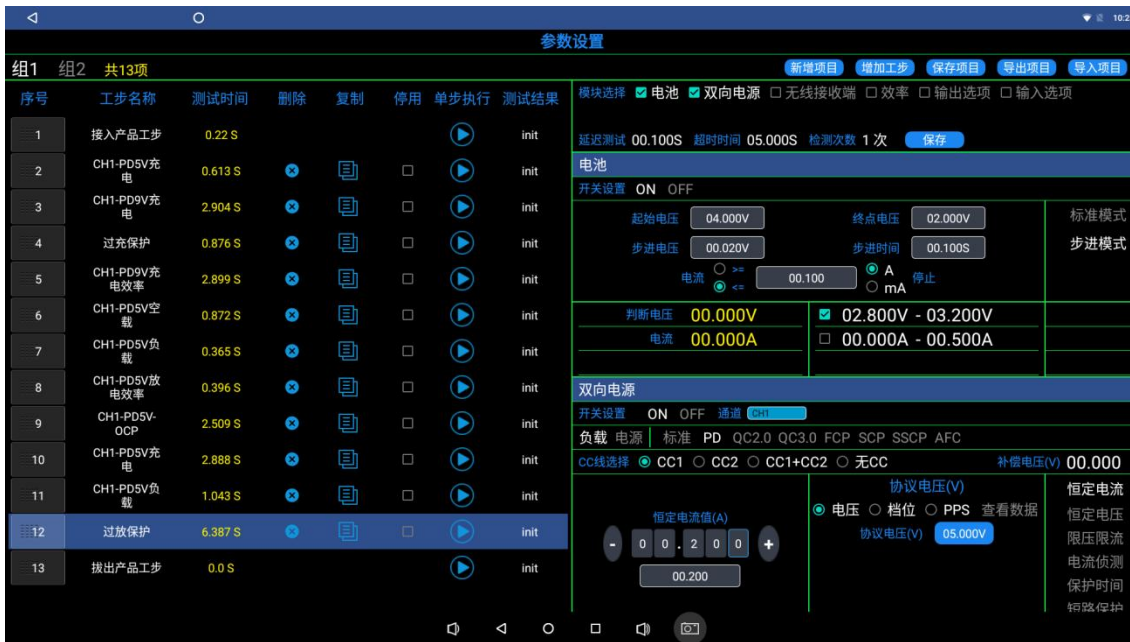 10:2
参数设置
组1 组2 共13项 新增项目 增加工步 保存项目 导出项目 导入项目
序号 工步名称 测试时间 删除 复制 停用 单步执行 测试结果
1 接入产品工步 0.22 S init
2 CH1-PD5V充电 0.613 S init
3 CH1-PD9V充电 2.904 S init
4 过充保护 0.876 S init
5 CH1-PD9V充电效率 2.899 S init
6 CH1-PD5V空载 0.872 S init
7 CH1-PD5V负载 0.365 S init
8 CH1-PD5V放电效率 0.396 S init
9 CH1-PD5V-OCP 2.509 S init
10 CH1-PD5V充电 2.888 S init
11 CH1-PD5V负载 1.043 S init
12 过放保护 6.387 S init
13 拔出产品工步 0.0 S init
模块选择 电池 双向电源 无线接收端 效率 输出选项 输入选项
延迟测试 00.100S 超时时间 05.000S 检测次数 1 次 保存
电池
开关设置 ON OFF
起始电压 04.000V 终点电压 02.000V 标准模式
步进电压 00.020V 步进时间 00.100S 步进模式
电流 >= <= 00.100 A mA 停止
判断电压 00.000V 02.800V - 03.200V
电流 00.000A 00.000A - 00.500A
双向电源
开关设置 ON OFF 通道 CH1
负载 电源 标准 PD QC2.0 QC3.0 FCP SCP SSCP AFC
CC线选择 CC1 CC2 CC1+CC2 无CC 补偿电压(V) 00.000
恒定电流值(A)
- 0 0 . 2 0 0 +
00.200
协议电压(V)
电压 档位 PPS 查看数据
协议电压(V) 05.000V
恒定电流
恒定电压
限压限流
电流侦测
保护时间
短路保护